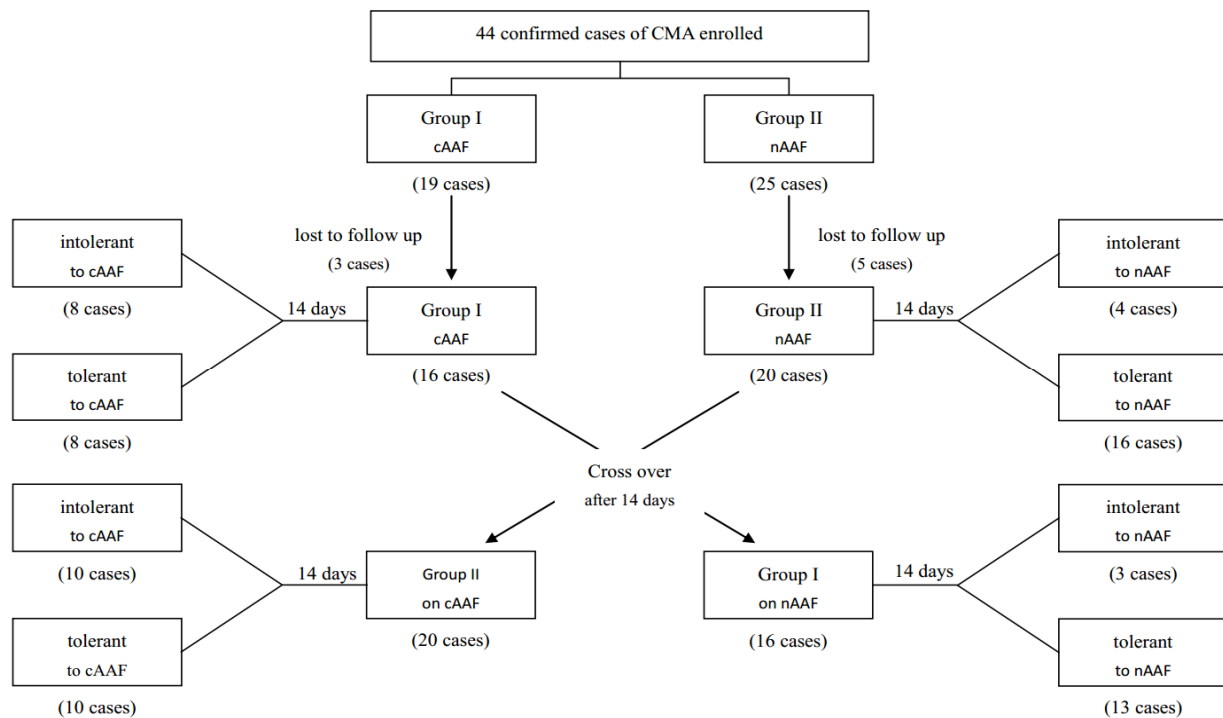 44 confirmed cases of CMA enrolled
Group I
cAAF
(19 cases)
Group II
nAAF
(25 cases)
lost to follow up
(3 cases)
lost to follow up
(5 cases)
intolerant
to cAAF
(8 cases)
14 days
tolerant
to cAAF
(8 cases)
Group I
cAAF
(16 cases)
Group II
nAAF
(20 cases)
14 days
intolerant
to nAAF
(4 cases)
tolerant
to nAAF
(16 cases)
Cross over
after 14 days
intolerant
to cAAF
(10 cases)
14 days
tolerant
to cAAF
(10 cases)
Group II
on cAAF
(20 cases)
Group I
on nAAF
(16 cases)
14 days
intolerant
to nAAF
(3 cases)
tolerant
to nAAF
(13 cases)